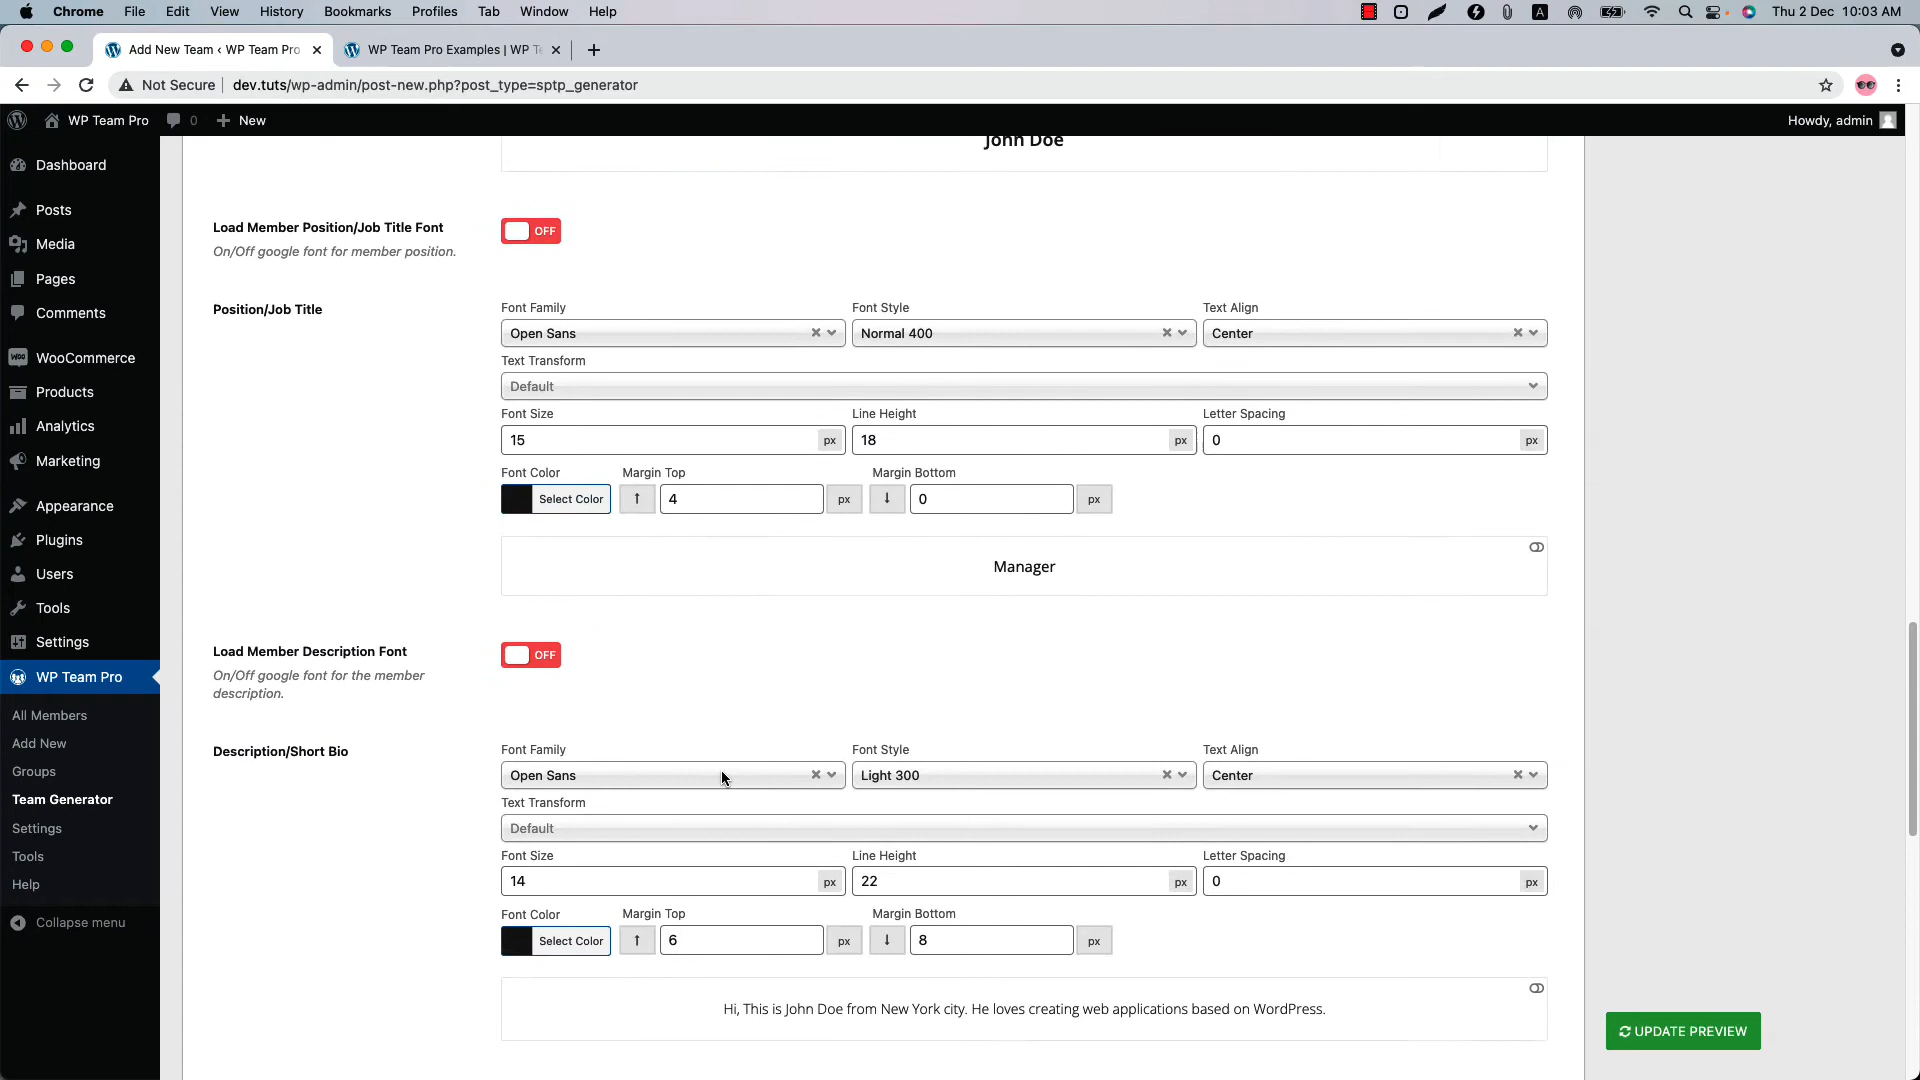 Chrome File Edit View History Bookmarks Profiles Tab Window Help A Thu 2 Dec 10:03 AM
Add New Team ‹ WP Team Pro
WP Team Pro Examples | WP Te
Not Secure dev.tuts/wp-admin/post-new.php?post_type=sptp_generator
WP Team Pro 0 New Howdy, admin
Dashboard
Posts
Media
Pages
Comments
WooCommerce
Products
Analytics
Marketing
Appearance
Plugins
Users
Tools
Settings
WP Team Pro
All Members
Add New
Groups
Team Generator
Settings
Tools
Help
Collapse menu
John Doe
Load Member Position/Job Title Font OFF
On/Off google font for member position.
Position/Job Title
Font Family Font Style Text Align
Open Sans Normal 400 Center
Text Transform
Default
Font Size Line Height Letter Spacing
15 px 18 px 0 px
Font Color Margin Top Margin Bottom
Select Color ↑ 4 px ↓ 0 px
Manager
Load Member Description Font OFF
On/Off google font for the member
description.
Description/Short Bio
Font Family Font Style Text Align
Open Sans Light 300 Center
Text Transform
Default
Font Size Line Height Letter Spacing
14 px 22 px 0 px
Font Color Margin Top Margin Bottom
Select Color ↑ 6 px ↓ 8 px
Hi, This is John Doe from New York city. He loves creating web applications based on WordPress.
UPDATE PREVIEW